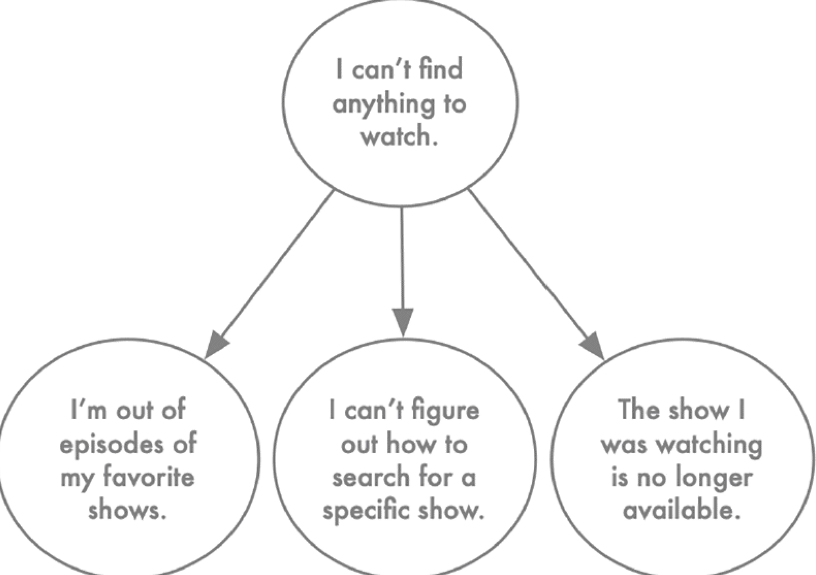 I can’t find
anything to
watch.
I’m out of
episodes of
my favorite
shows.
I can’t figure
out how to
search for a
specific show.
The show I
was watching
is no longer
available.